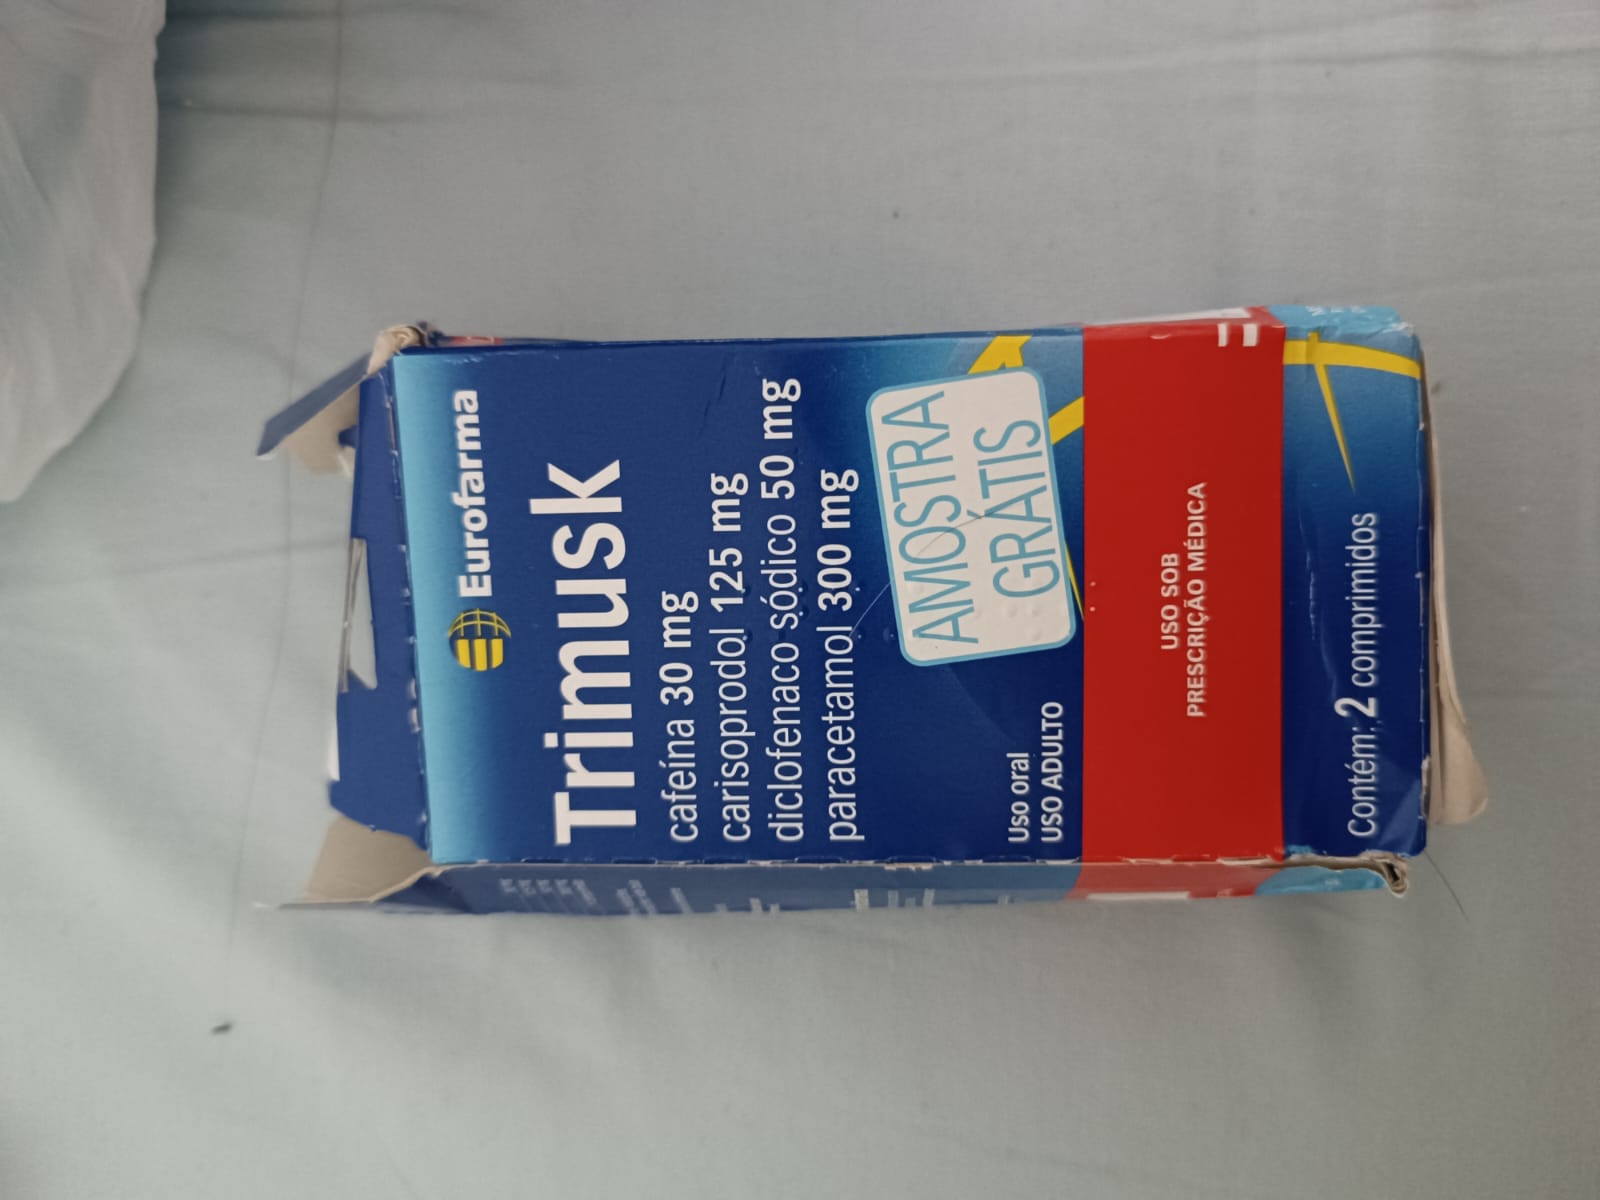 Eurofarma
Trimusk
cafeína 30 mg
carisoprodol 125 mg
diclofenaco sódico 50 mg
paracetamol 300 mg
AMOSTRA
GRÁTIS
Uso oral
USO ADULTO
USO SOB
PRESCRIÇÃO MÉDICA
Contém: 2 comprimidos